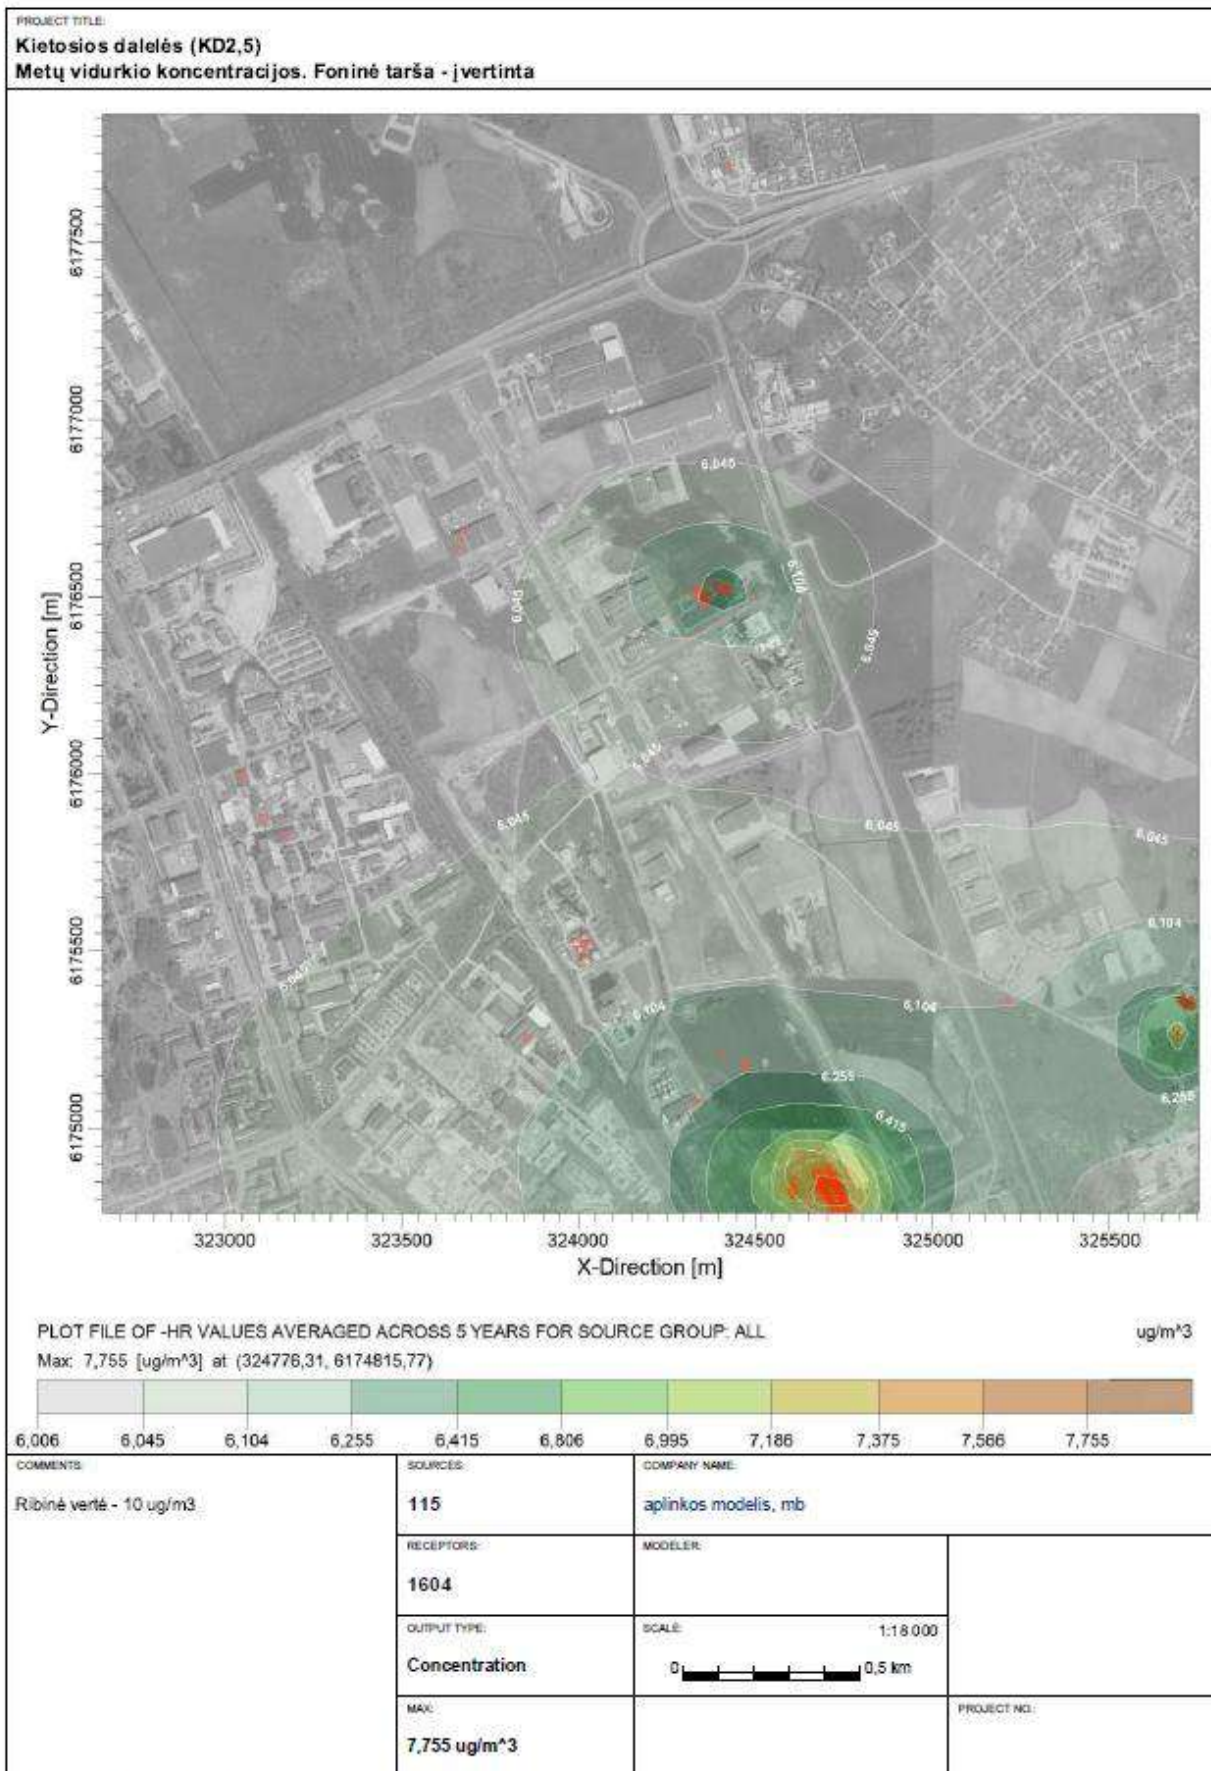 PROJECT TITLE:
Kietosios dalelės (KD2,5)
Metų vidurkio koncentracijos. Foninė tarša - įvertinta
6177500
6177000
6176500
6176000
6175500
6175000
Y-Direction [m]
6,045
6,045
6,104
6,045
6,045
6,045
6,045
6,045
6,104
6,045
6,104
6,104
6,255
6,255
6,415
323000 323500 324000 324500 325000 325500
X-Direction [m]
PLOT FILE OF -HR VALUES AVERAGED ACROSS 5 YEARS FOR SOURCE GROUP: ALL ug/m^3
Max: 7,755 [ug/m^3] at (324776,31, 6174815,77)
6,006 6,045 6,104 6,255 6,415 6,806 6,995 7,186 7,375 7,566 7,755
COMMENTS:
Ribinė vertė - 10 ug/m3
SOURCES:
115
COMPANY NAME:
aplinkos modelis, mb
RECEPTORS:
1604
MODELER:
OUTPUT TYPE:
Concentration
SCALE: 1:18 000
0 0,5 km
MAX:
7,755 ug/m^3
PROJECT NO.: